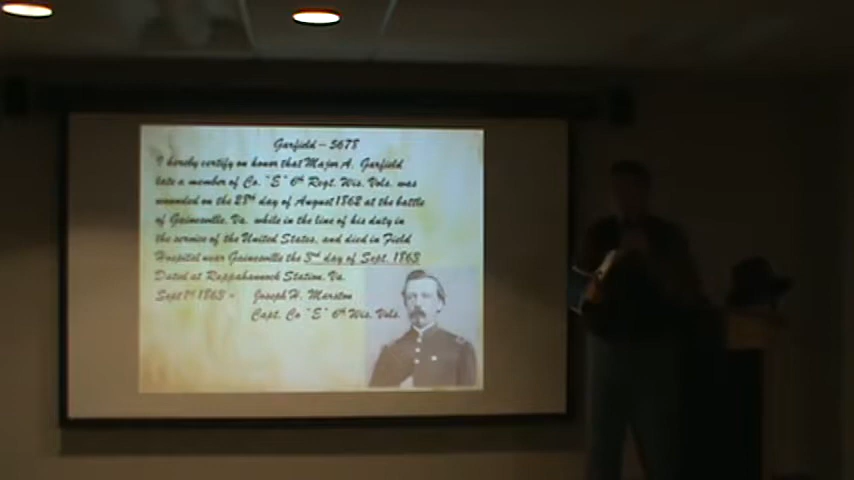 Garfield – 5678
I hereby certify on honor that Major A. Garfield
late a member of Co. "E" 6th Regt. Wis. Vols. was
wounded on the 28th day of August 1862 at the battle
of Gainesville, Va. while in the line of his duty in
the service of the United States, and died in Field
Hospital near Gainesville the 3rd day of Sept. 1863
Dated at Rappahannock Station, Va.
Sept 1st 1863 – Joseph H. Marston
Capt. Co "E" 6th Wis. Vols.